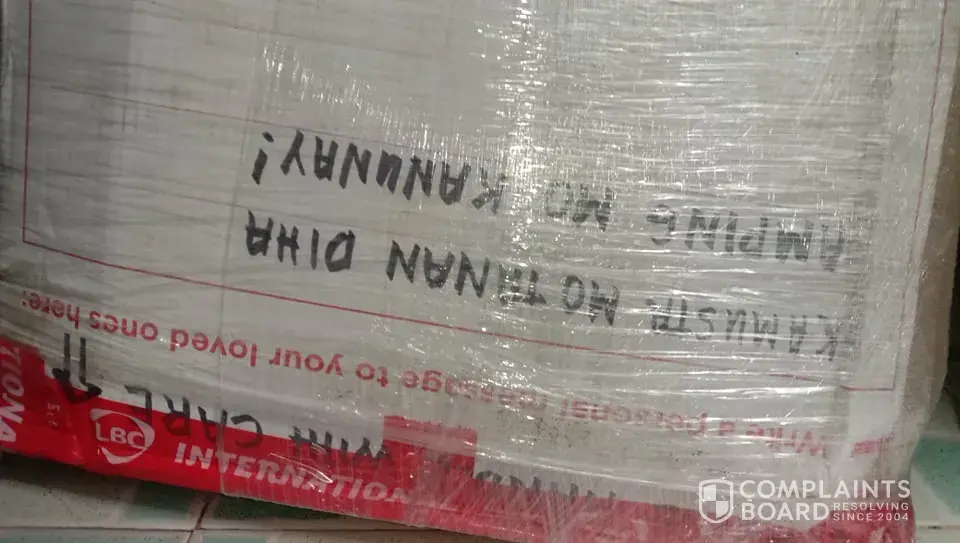 KAMUSTA MO TANAN DIHA
AMPING MO KANUNAY!
Write a personal message to your loved ones here:
WITH CARE
LBC
INTERNATIO
COMPLAINTS
BOARD RESOLVING
SINCE 2004